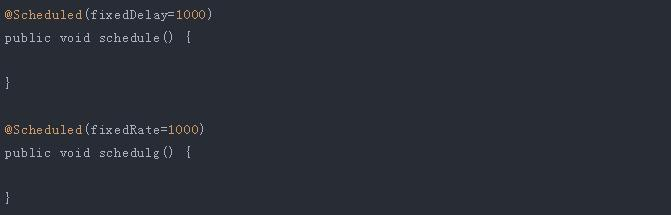 @Scheduled(fixedDelay=1000)
public void schedule() {
}
@Scheduled(fixedRate=1000)
public void schedulg() {
}